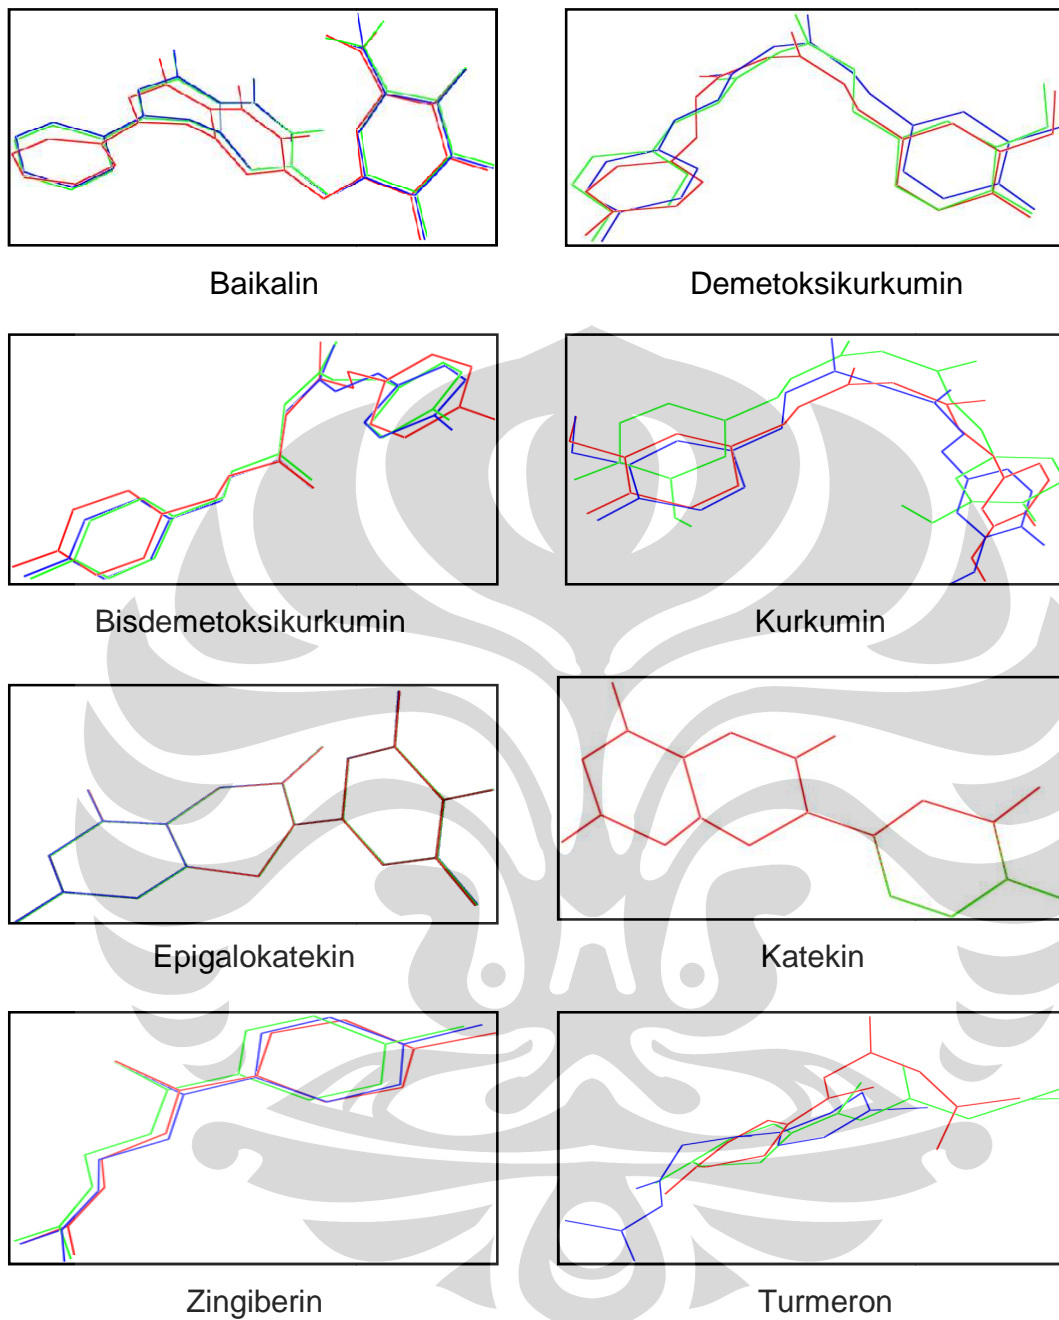 Baikalin
Demetoksikurkumin
Bisdemetoksikurkumin
Kurkumin
Epigalokatekin
Katekin
Zingiberin
Turmeron